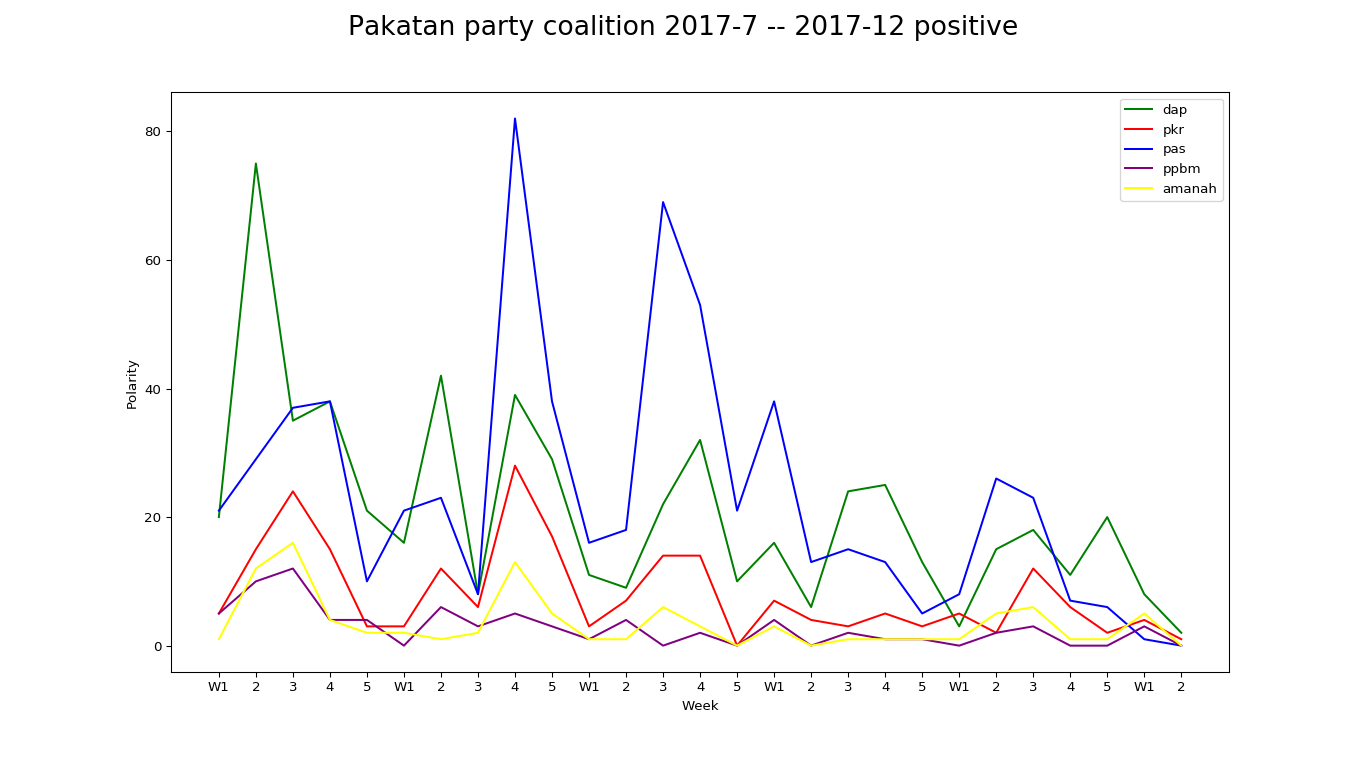 Pakatan party coalition 2017-7 -- 2017-12 positive
dap
pkr
pas
ppbm
amanah
80
60
40
20
0
Polarity
W1 2 3 4 5 W1 2 3 4 5 W1 2 3 4 5 W1 2 3 4 5 W1 2 3 4 5 W1 2
Week